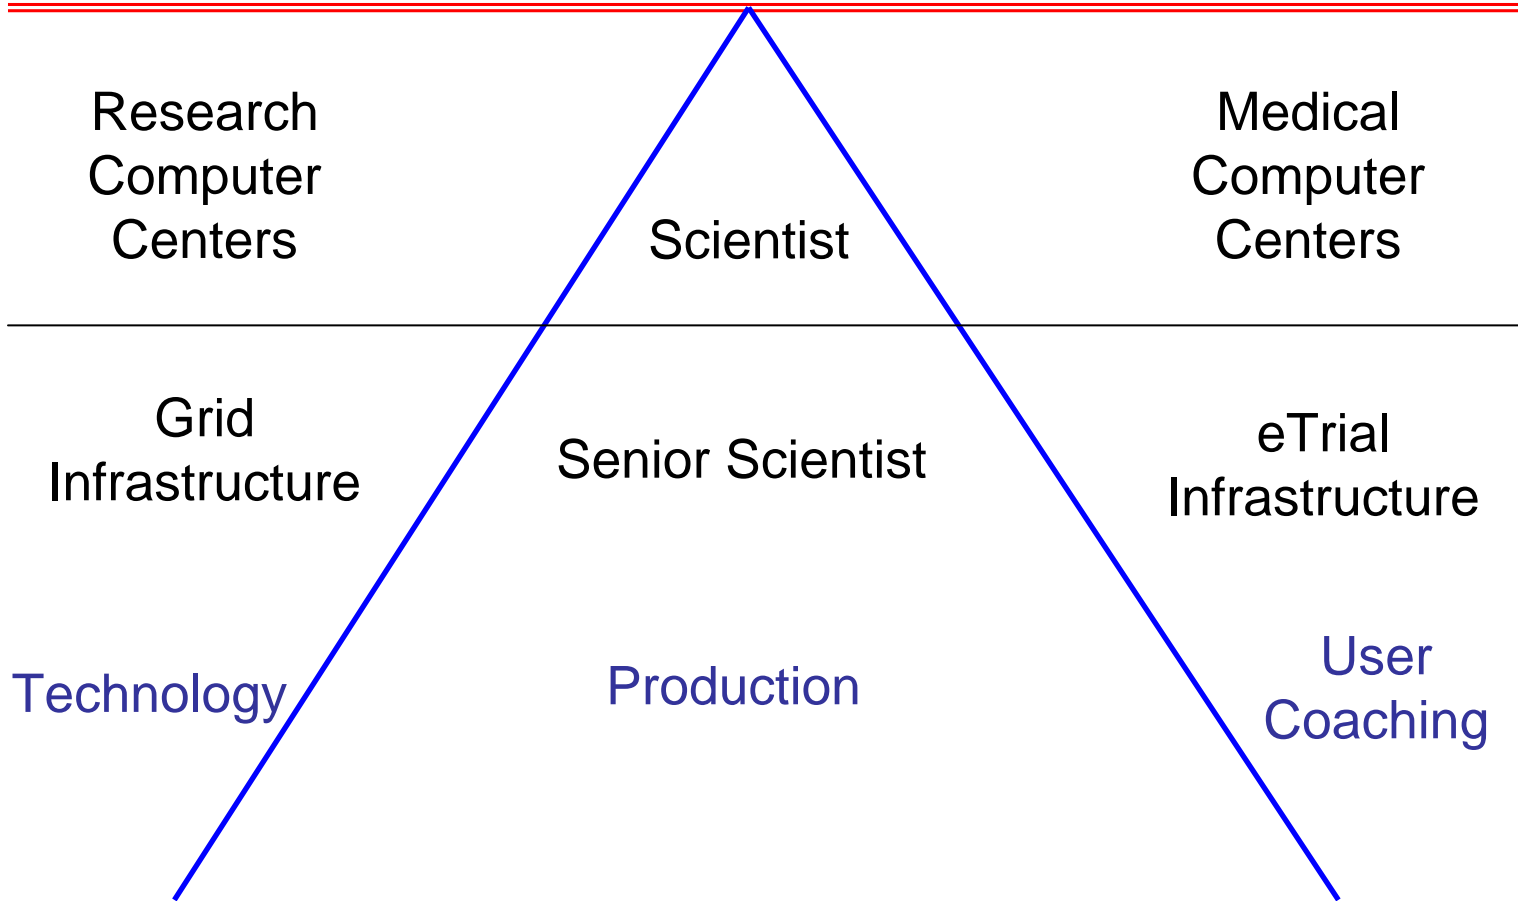 Research
Computer
Centers
Scientist
Medical
Computer
Centers
Grid
Infrastructure
Senior Scientist
eTrial
Infrastructure
Technology
Production
User
Coaching